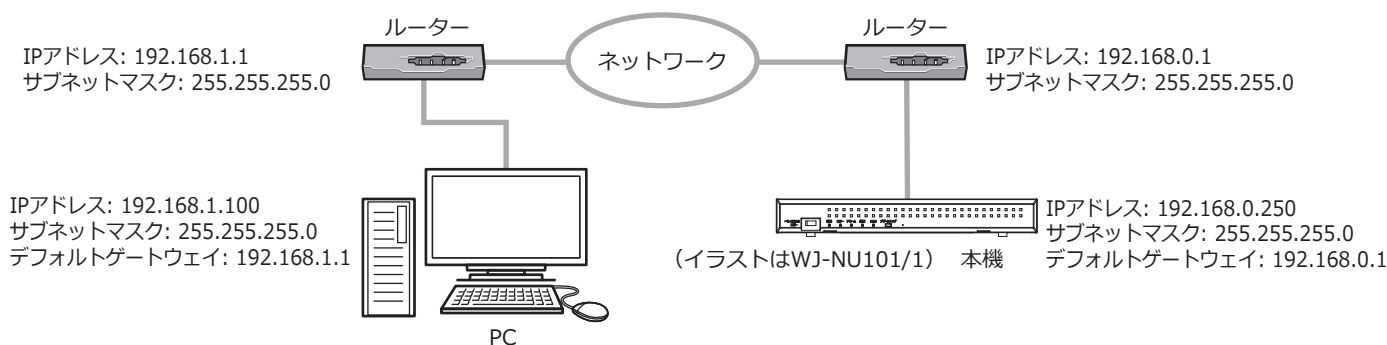 ルーター
ネットワーク
ルーター
IPアドレス: 192.168.1.1
サブネットマスク: 255.255.255.0
IPアドレス: 192.168.0.1
サブネットマスク: 255.255.255.0
IPアドレス: 192.168.1.100
サブネットマスク: 255.255.255.0
デフォルトゲートウェイ: 192.168.1.1
PC
（イラストはWJ-NU101/1） 本機
IPアドレス: 192.168.0.250
サブネットマスク: 255.255.255.0
デフォルトゲートウェイ: 192.168.0.1